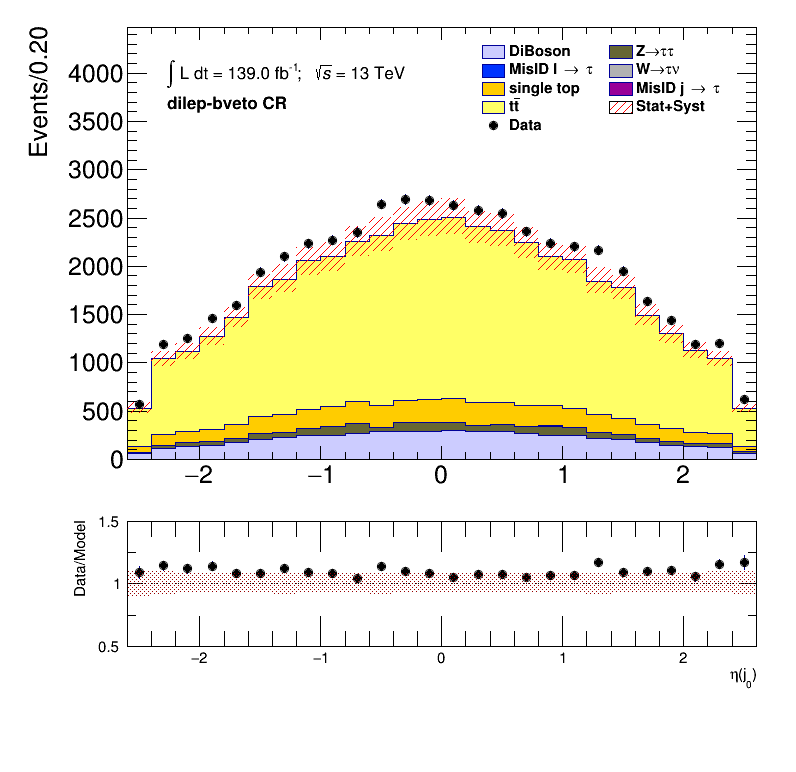 Events/0.20
4000
3500
3000
2500
2000
1500
1000
500
0
∫ L dt = 139.0 fb⁻¹; √s = 13 TeV
dilep-bveto CR
DiBoson
Z→ττ
MisID l → τ
W→τν
single top
MisID j → τ
tt̄
Stat+Syst
Data
−2 −1 0 1 2
Data/Model
1.5
1
0.5
−2 −1 0 1 2
η(j₀)